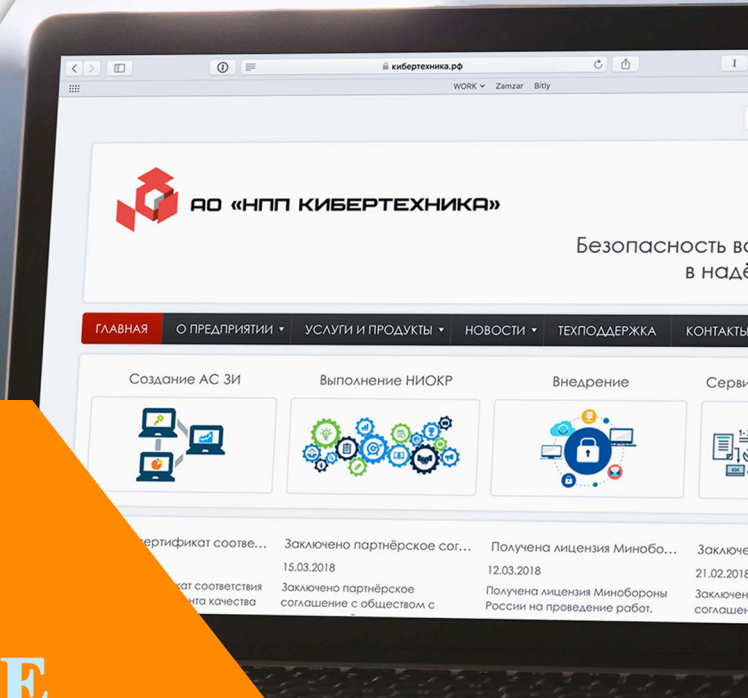 кибертехника.рф
WORK Zamzar Bitly
АО «НПП КИБЕРТЕХНИКА»
Безопасность
в
ГЛАВНАЯ О ПРЕДПРИЯТИИ УСЛУГИ И ПРОДУКТЫ НОВОСТИ ТЕХПОДДЕРЖКА КОНТАКТЫ
Создание АС ЗИ Выполнение НИОКР Внедрение Серви
ертификат соотве... Заключено партнёрское сог... Получена лицензия Минобо... Заключе
15.03.2018 12.03.2018 21.02.2018
кат соответствия Заключено партнёрское Получена лицензия Минобороны Заключен
нта качества соглашение с обществом с России на проведение работ, соглашен
E